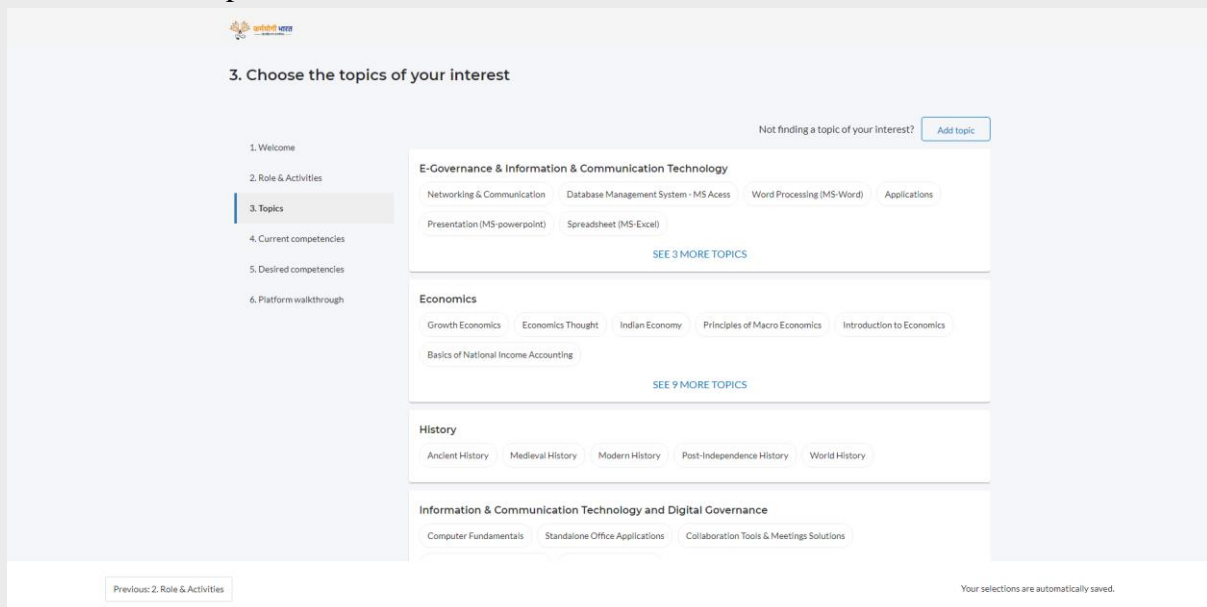 कर्मयोगी भारत
3. Choose the topics of your interest
Not finding a topic of your interest? Add topic
1. Welcome
2. Role & Activities
3. Topics
4. Current competencies
5. Desired competencies
6. Platform walkthrough
E-Governance & Information & Communication Technology
Networking & Communication Database Management System - MS Acess Word Processing (MS-Word) Applications
Presentation (MS-powerpoint) Spreadsheet (MS-Excel)
SEE 3 MORE TOPICS
Economics
Growth Economics Economics Thought Indian Economy Principles of Macro Economics Introduction to Economics
Basics of National Income Accounting
SEE 9 MORE TOPICS
History
Ancient History Medieval History Modern History Post-Independence History World History
Information & Communication Technology and Digital Governance
Computer Fundamentals Standalone Office Applications Collaboration Tools & Meetings Solutions
Previous: 2. Role & Activities
Your selections are automatically saved.